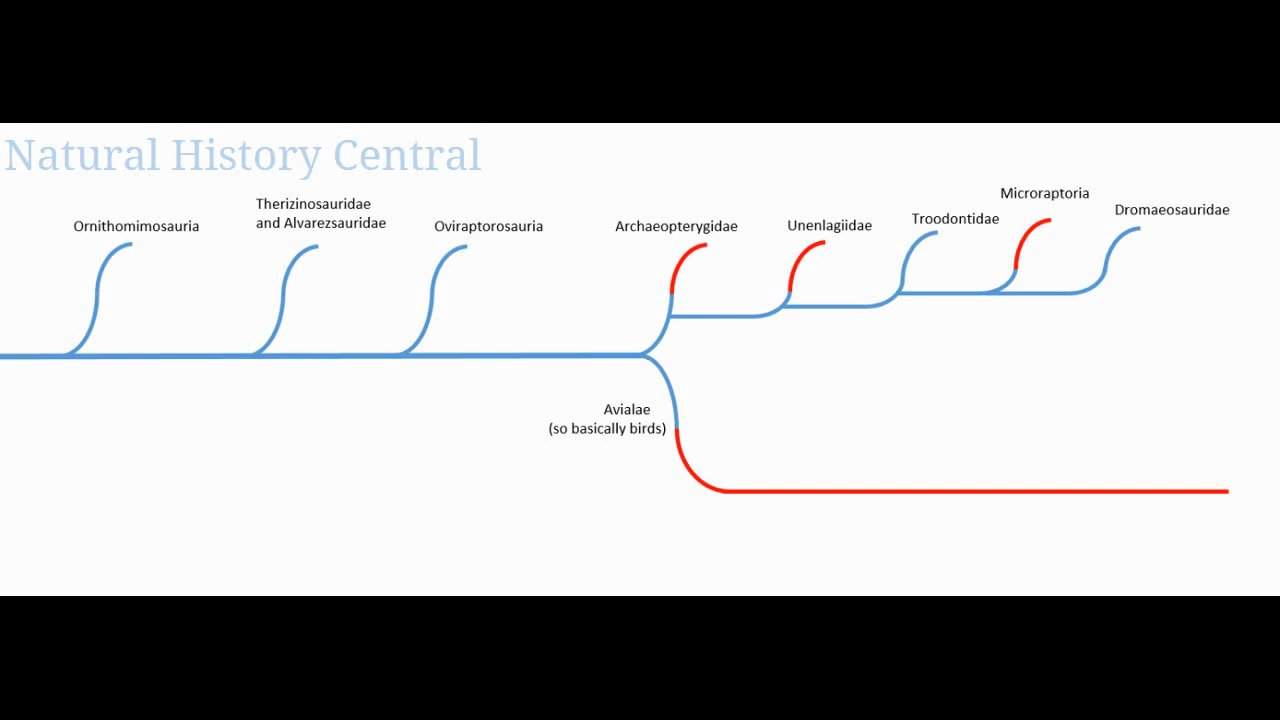 Natural History Central
Ornithomimosauria
Therizinosauridae
and Alvarezsauridae
Oviraptorosauria
Archaeopterygidae
Unenlagiidae
Troodontidae
Microraptoria
Dromaeosauridae
Avialae
(so basically birds)